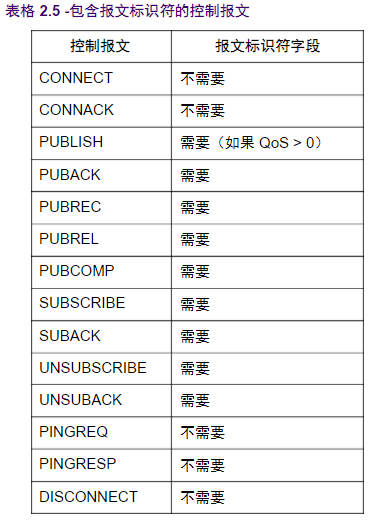 表格 2.5 -包含报文标识符的控制报文
控制报文 报文标识符字段
CONNECT 不需要
CONNACK 不需要
PUBLISH 需要（如果 QoS > 0）
PUBACK 需要
PUBREC 需要
PUBREL 需要
PUBCOMP 需要
SUBSCRIBE 需要
SUBACK 需要
UNSUBSCRIBE 需要
UNSUBACK 需要
PINGREQ 不需要
PINGRESP 不需要
DISCONNECT 不需要